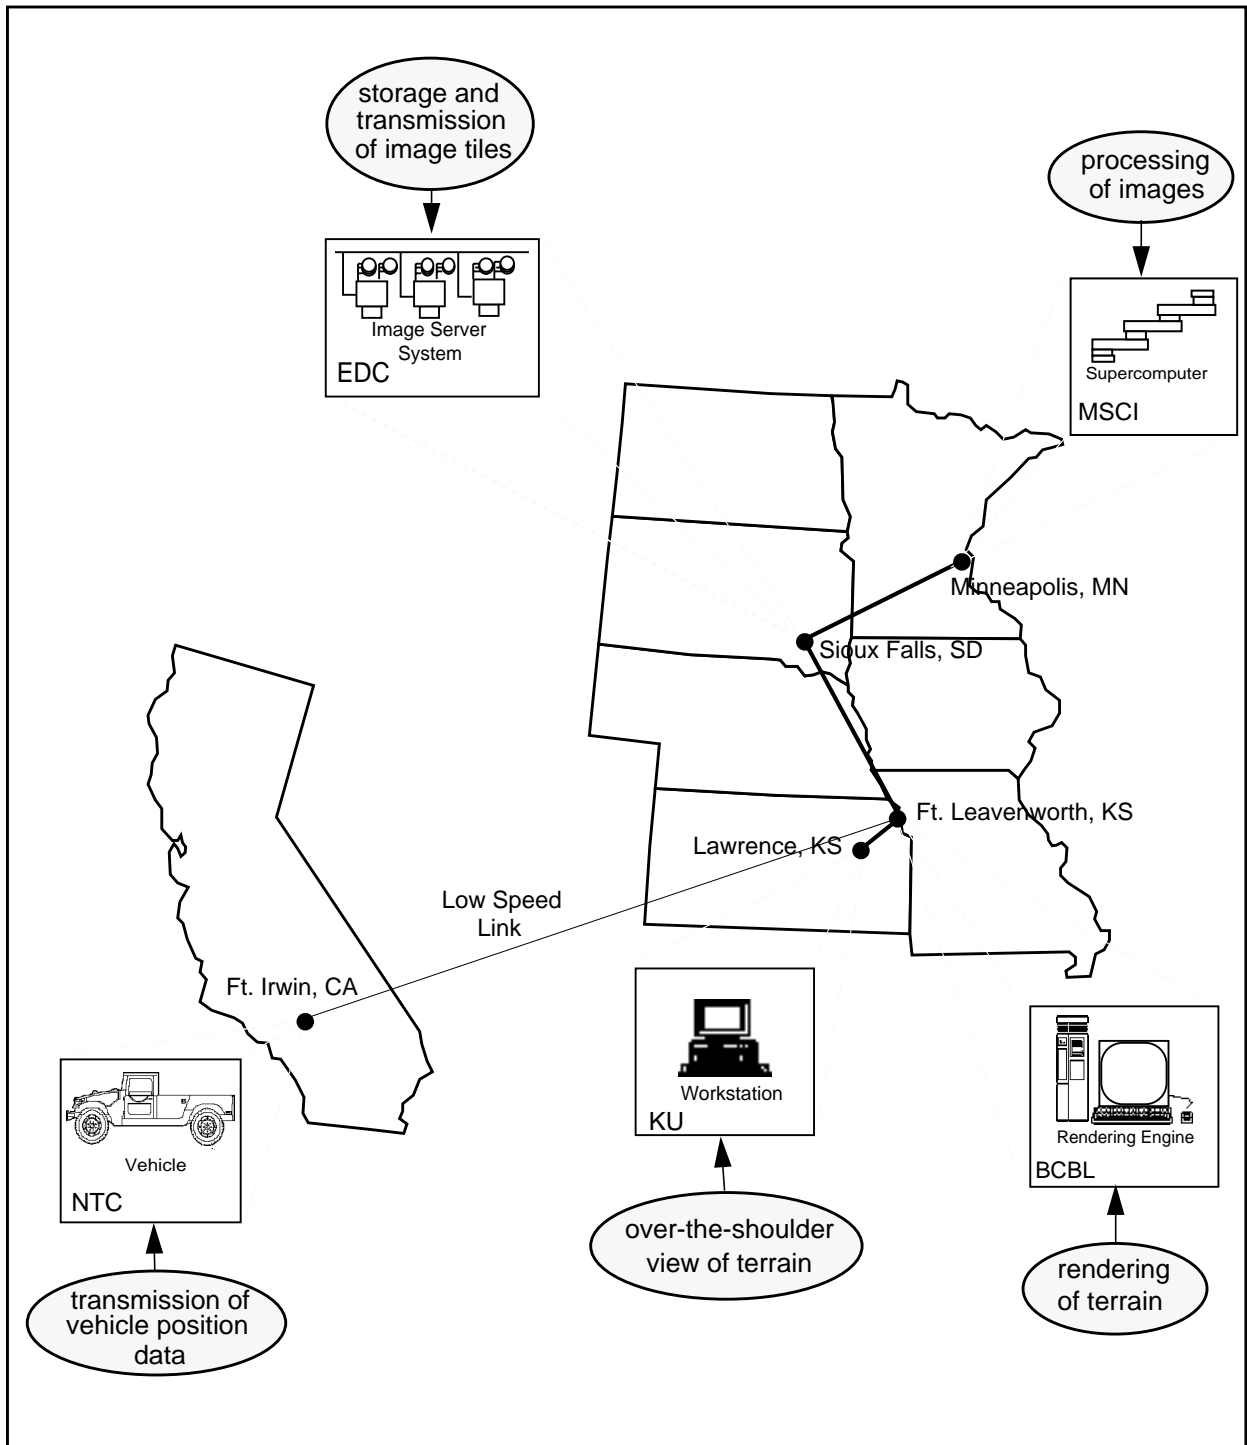 storage and
transmission
of image tiles
processing
of images
Image Server
System
EDC
Supercomputer
MSCI
Minneapolis, MN
Sioux Falls, SD
Ft. Leavenworth, KS
Lawrence, KS
Low Speed
Link
Ft. Irwin, CA
Workstation
KU
Rendering Engine
BCBL
Vehicle
NTC
over-the-shoulder
view of terrain
rendering
of terrain
transmission of
vehicle position
data